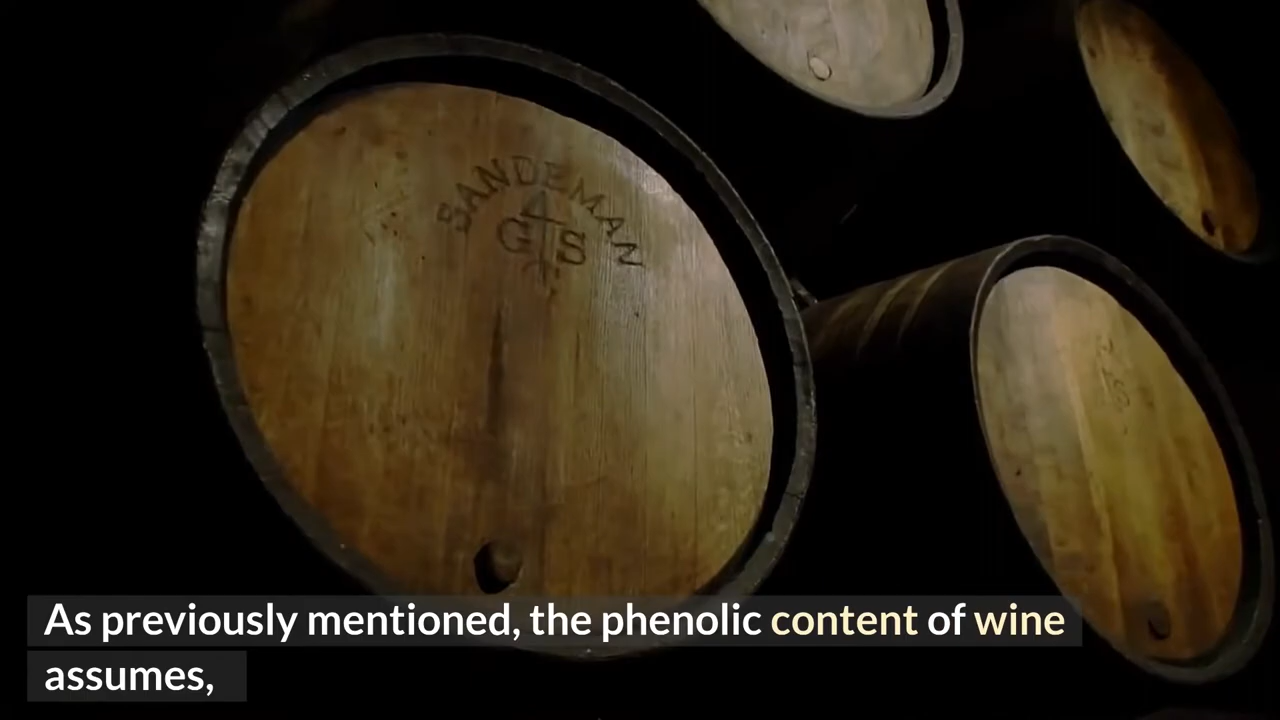 SANDEMAN
G S
As previously mentioned, the phenolic content of wine
assumes,